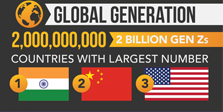 GLOBAL GENERATION
2,000,000,000 2 BILLION GEN Zs
COUNTRIES WITH LARGEST NUMBER
1 2 3